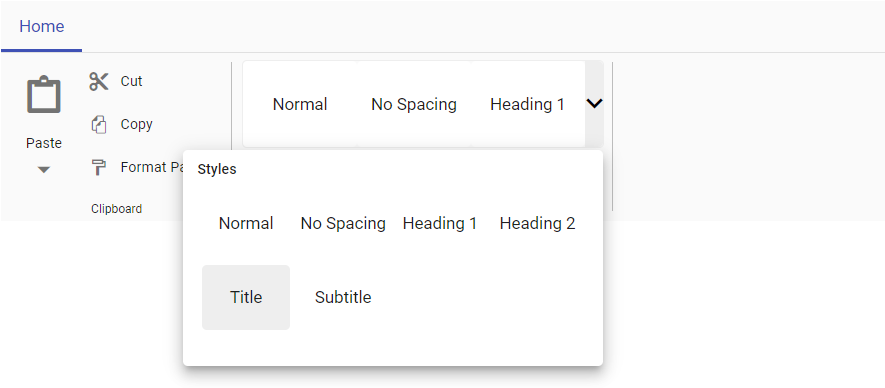 Home
Paste
Cut
Copy
Format Pa
Clipboard
Normal No Spacing Heading 1
Styles
Normal No Spacing Heading 1 Heading 2
Title Subtitle